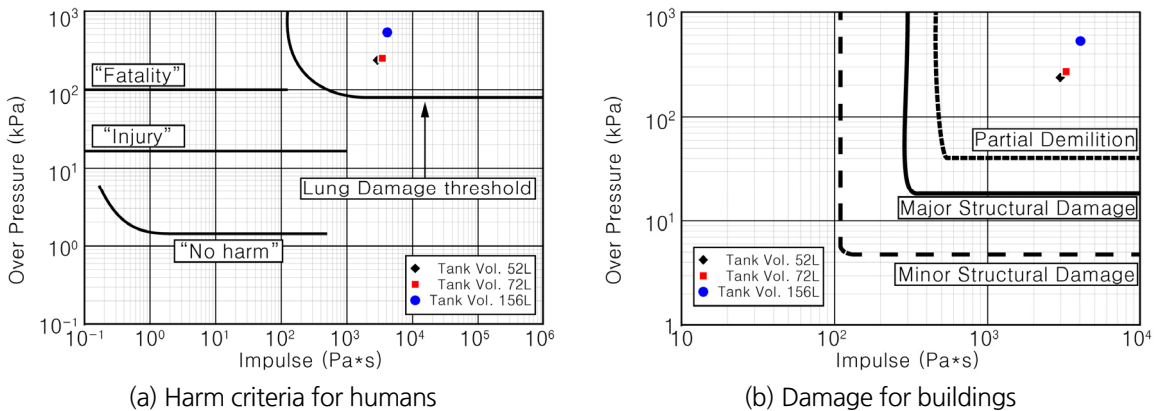 10³
10²
10¹
10⁰
10⁻¹
Over Pressure (kPa)
“Fatality”
“Injury”
Lung Damage threshold
“No harm”
Tank Vol. 52L
Tank Vol. 72L
Tank Vol. 156L
10⁻¹ 10⁰ 10¹ 10² 10³ 10⁴ 10⁵ 10⁶
Impulse (Pa*s)
(a) Harm criteria for humans
10³
10²
10¹
1
Over Pressure (kPa)
Partial Demilition
Major Structural Damage
Minor Structural Damage
Tank Vol. 52L
Tank Vol. 72L
Tank Vol. 156L
10 10² 10³ 10⁴
Impulse (Pa*s)
(b) Damage for buildings